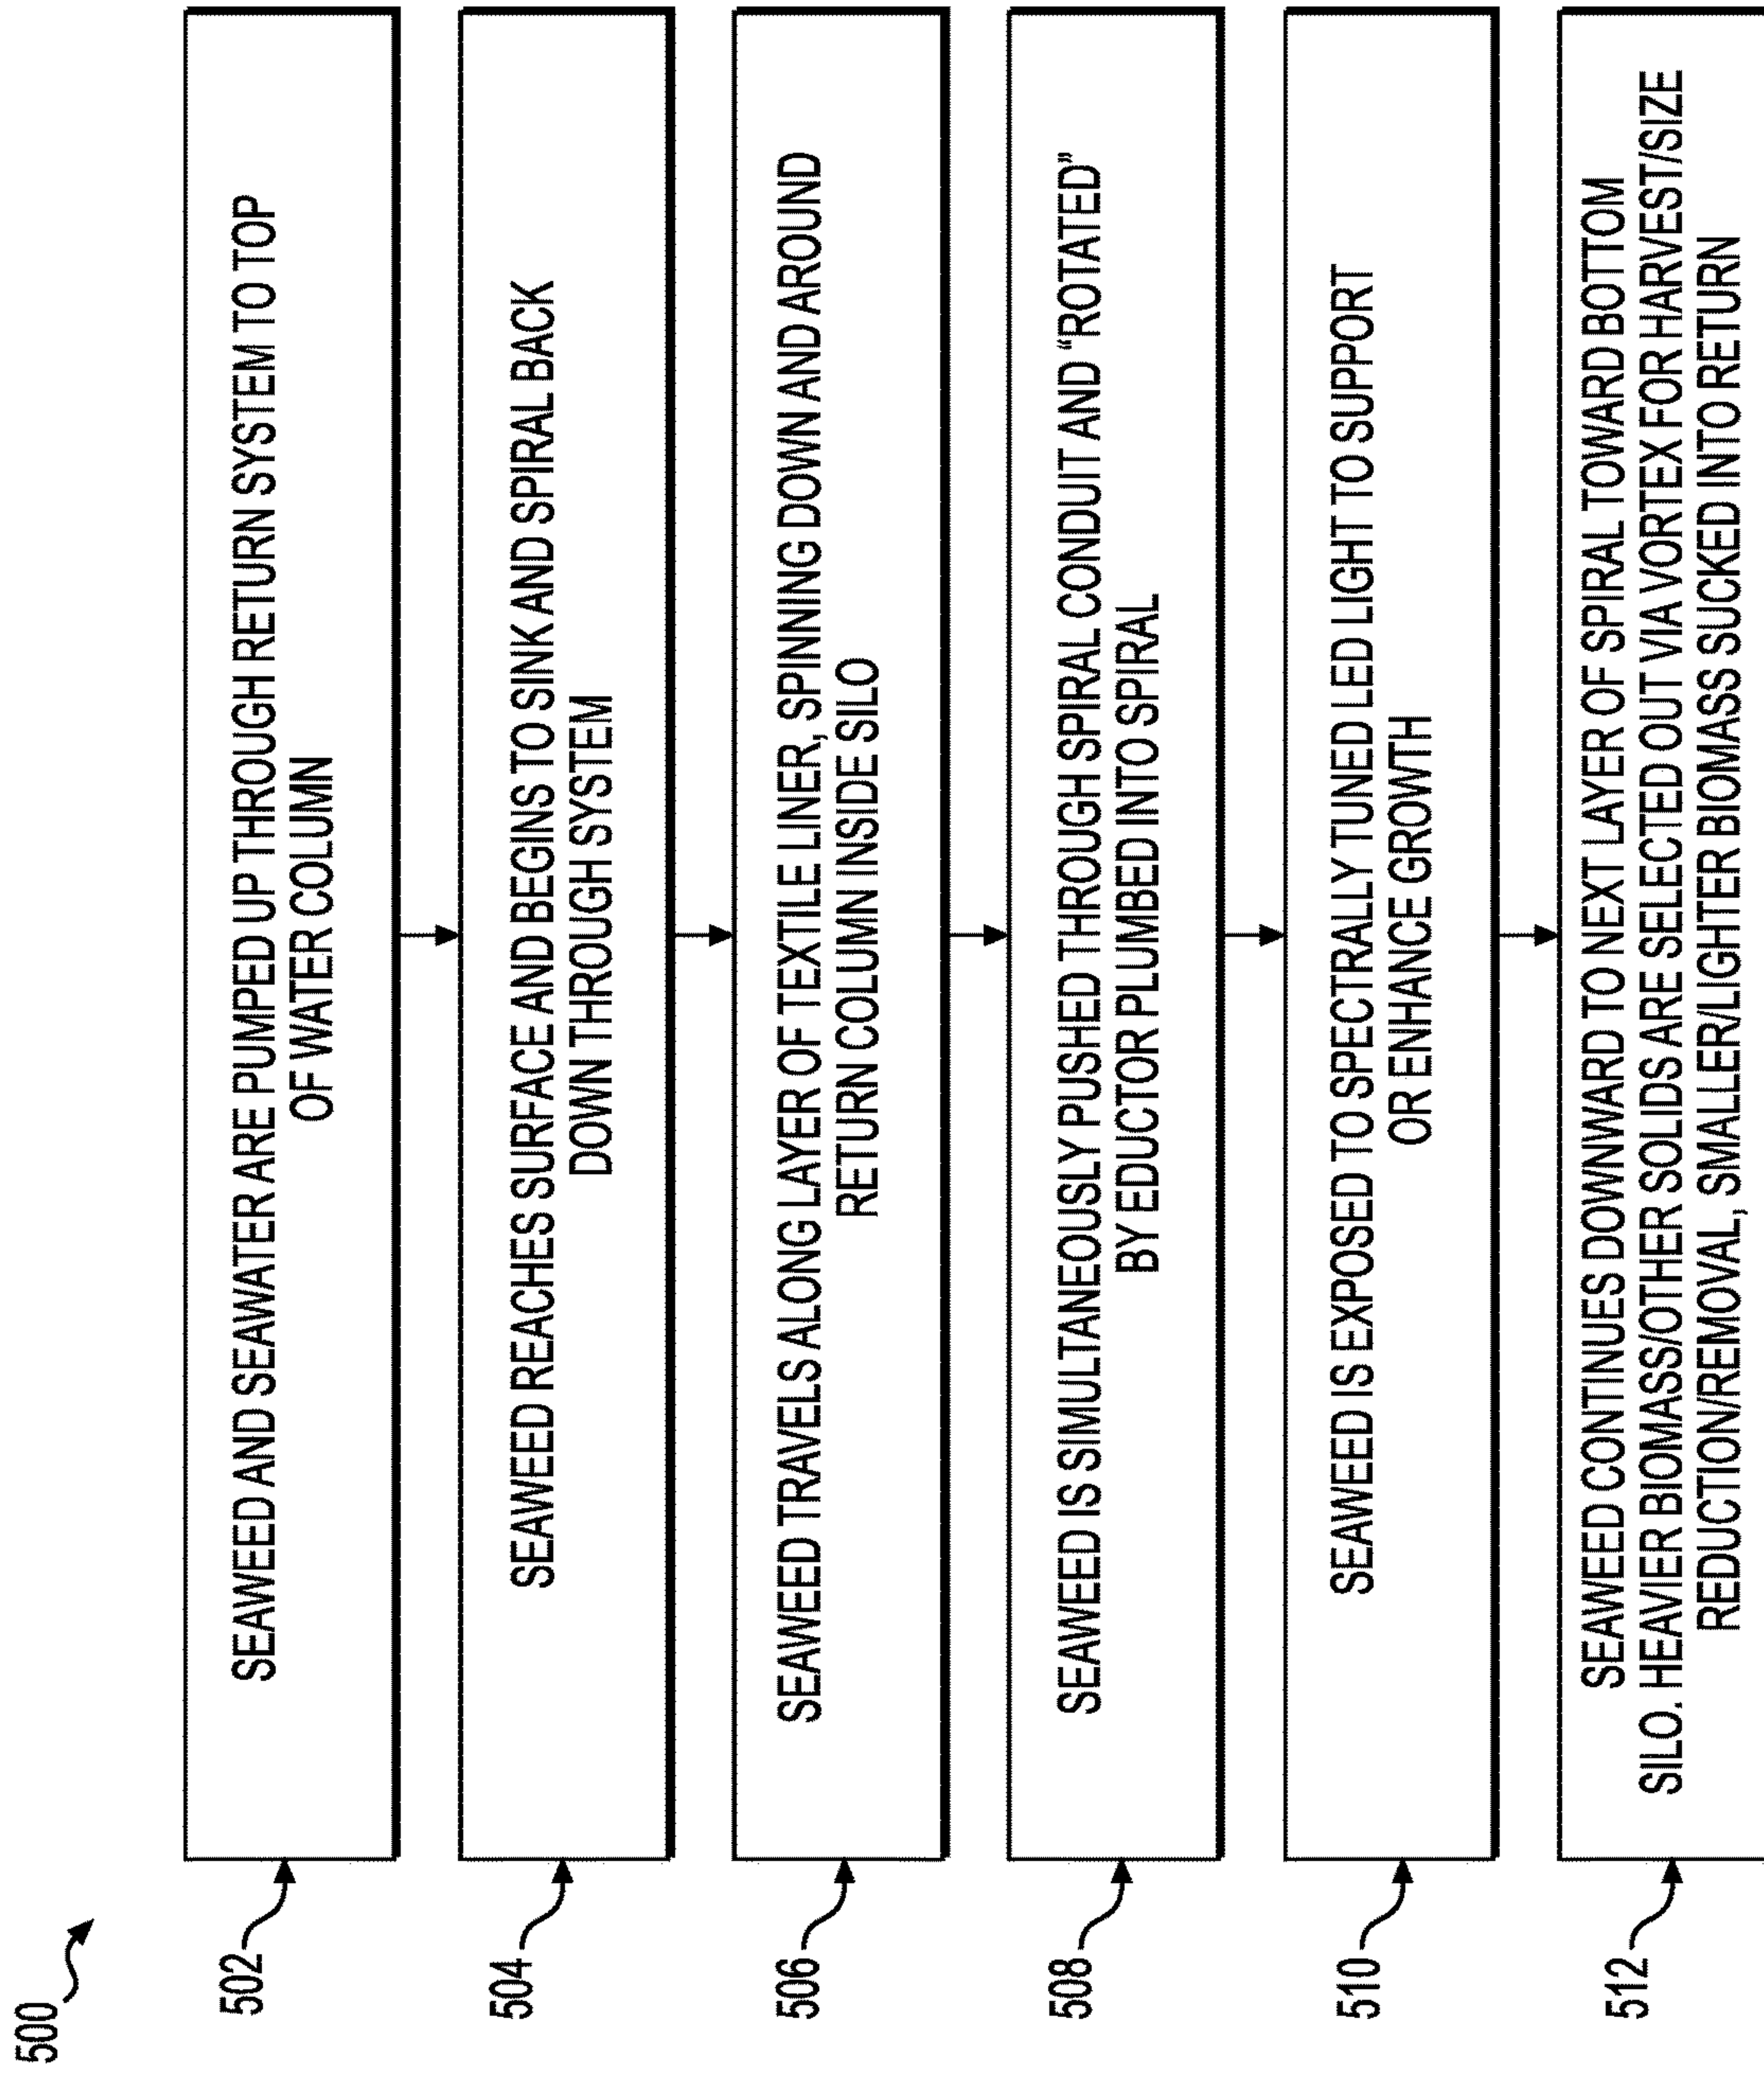 500
502
SEAWEED AND SEAWATER ARE PUMPED UP THROUGH RETURN SYSTEM TO TOP
OF WATER COLUMN
504
SEAWEED REACHES SURFACE AND BEGINS TO SINK AND SPIRAL BACK
DOWN THROUGH SYSTEM
506
SEAWEED TRAVELS ALONG LAYER OF TEXTILE LINER, SPINNING DOWN AND AROUND
RETURN COLUMN INSIDE SILO
508
SEAWEED IS SIMULTANEOUSLY PUSHED THROUGH SPIRAL CONDUIT AND “ROTATED”
BY EDUCTOR PLUMBED INTO SPIRAL
510
SEAWEED IS EXPOSED TO SPECTRALLY TUNED LED LIGHT TO SUPPORT
OR ENHANCE GROWTH
512
SEAWEED CONTINUES DOWNWARD TO NEXT LAYER OF SPIRAL TOWARD BOTTOM
SILO. HEAVIER BIOMASS/OTHER SOLIDS ARE SELECTED OUT VIA VORTEX FOR HARVEST/SIZE
REDUCTION/REMOVAL, SMALLER/LIGHTER BIOMASS SUCKED INTO RETURN